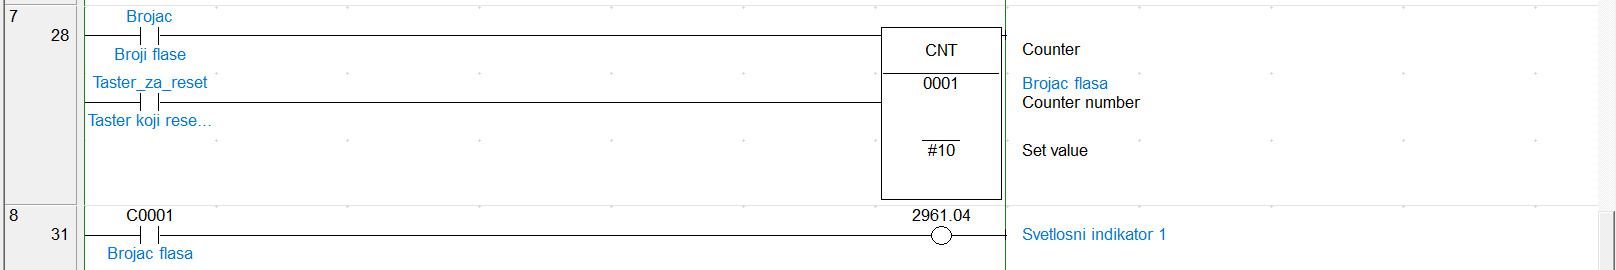 7
Brojac
28
Broji flase
CNT
Counter
Taster_za_reset
0001
Brojac flasa
Counter number
Taster koji rese...
#10
Set value
8
C0001
2961.04
31
Svetlosni indikator 1
Brojac flasa